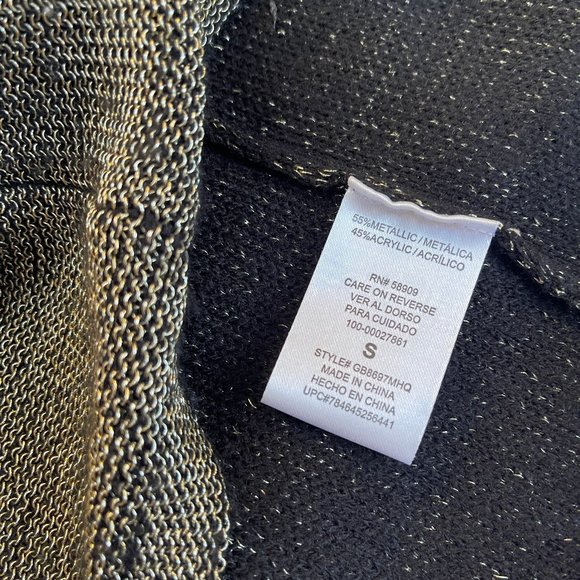 55%METALLIC / METÁLICA
45%ACRYLIC / ACRÍLICO
RN# 58909
CARE ON REVERSE
VER AL DORSO
PARA CUIDADO
100-00027861
S
STYLE# GB8697MHQ
MADE IN CHINA
HECHO EN CHINA
UPC#784645256441